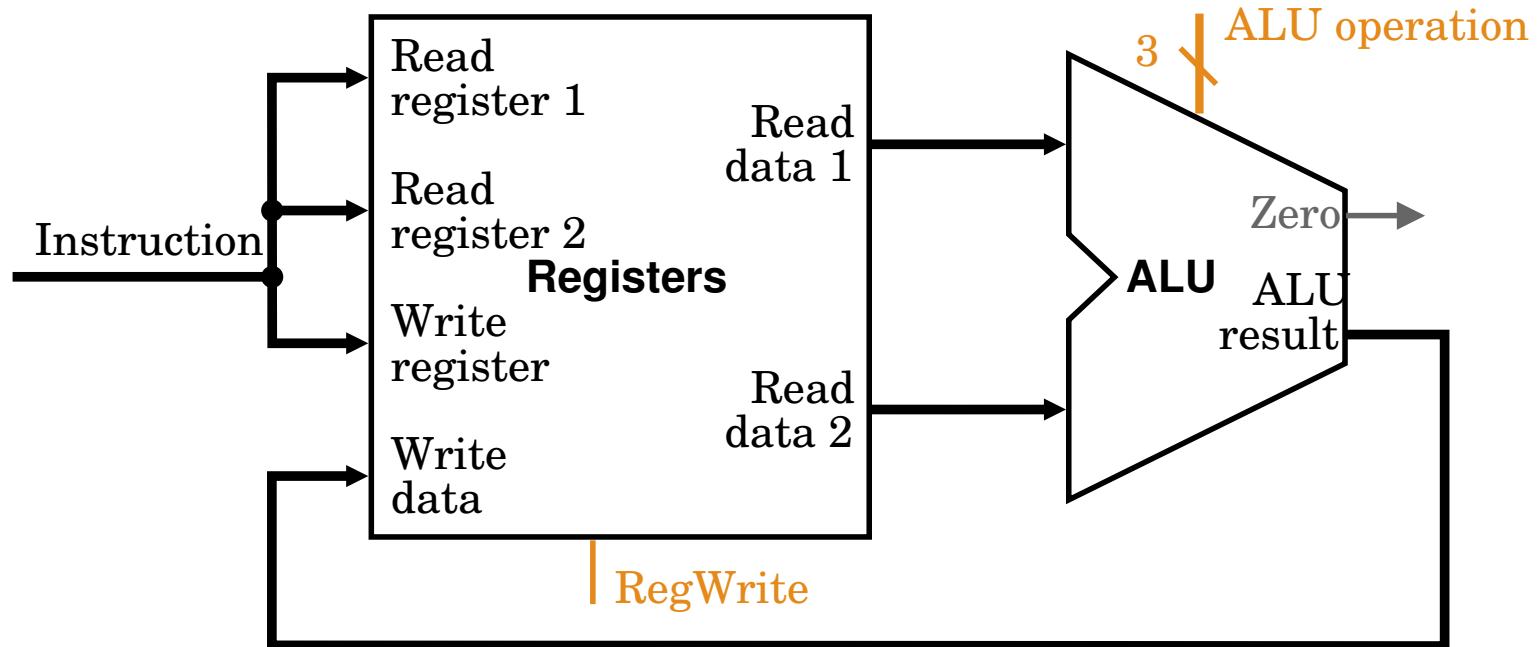 Instruction
Read
register 1
Read
register 2
Write
register
Write
data
Registers
Read
data 1
Read
data 2
RegWrite
3
ALU operation
Zero
ALU
ALU
result